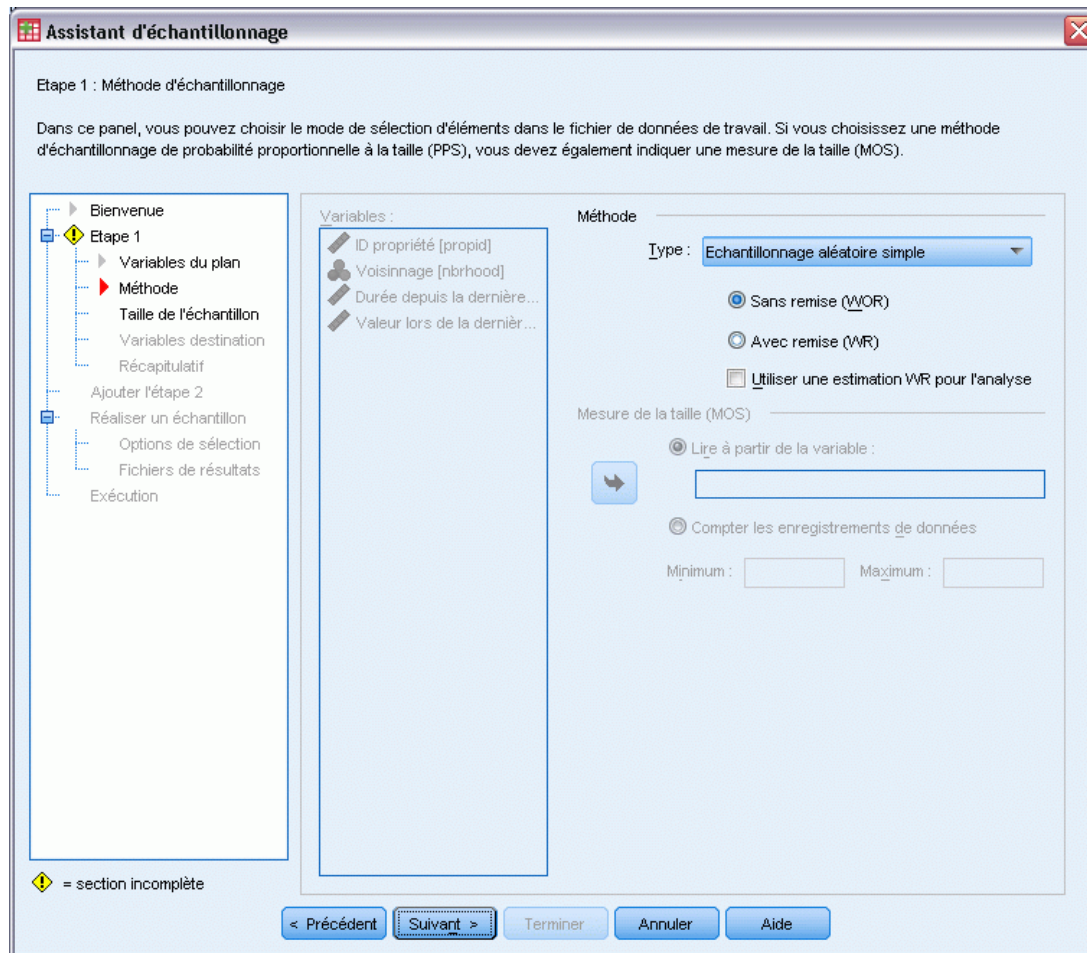 Assistant d'échantillonnage
Etape 1 : Méthode d'échantillonnage
Dans ce panel, vous pouvez choisir le mode de sélection d'éléments dans le fichier de données de travail. Si vous choisissez une méthode
d'échantillonnage de probabilité proportionnelle à la taille (PPS), vous devez également indiquer une mesure de la taille (MOS).
Bienvenue
Etape 1
Variables du plan
Méthode
Taille de l'échantillon
Variables destination
Récapitulatif
Ajouter l'étape 2
Réaliser un échantillon
Options de sélection
Fichiers de résultats
Exécution
! = section incomplète
Variables :
ID propriété [propid]
Voisinnage [nbrhood]
Durée depuis la dernière...
Valeur lors de la dernièr...
Méthode
Type : Echantillonnage aléatoire simple
Sans remise (WOR)
Avec remise (WR)
Utiliser une estimation WR pour l'analyse
Mesure de la taille (MOS)
Lire à partir de la variable :
Compter les enregistrements de données
Minimum : Maximum :
< Précédent Suivant > Terminer Annuler Aide